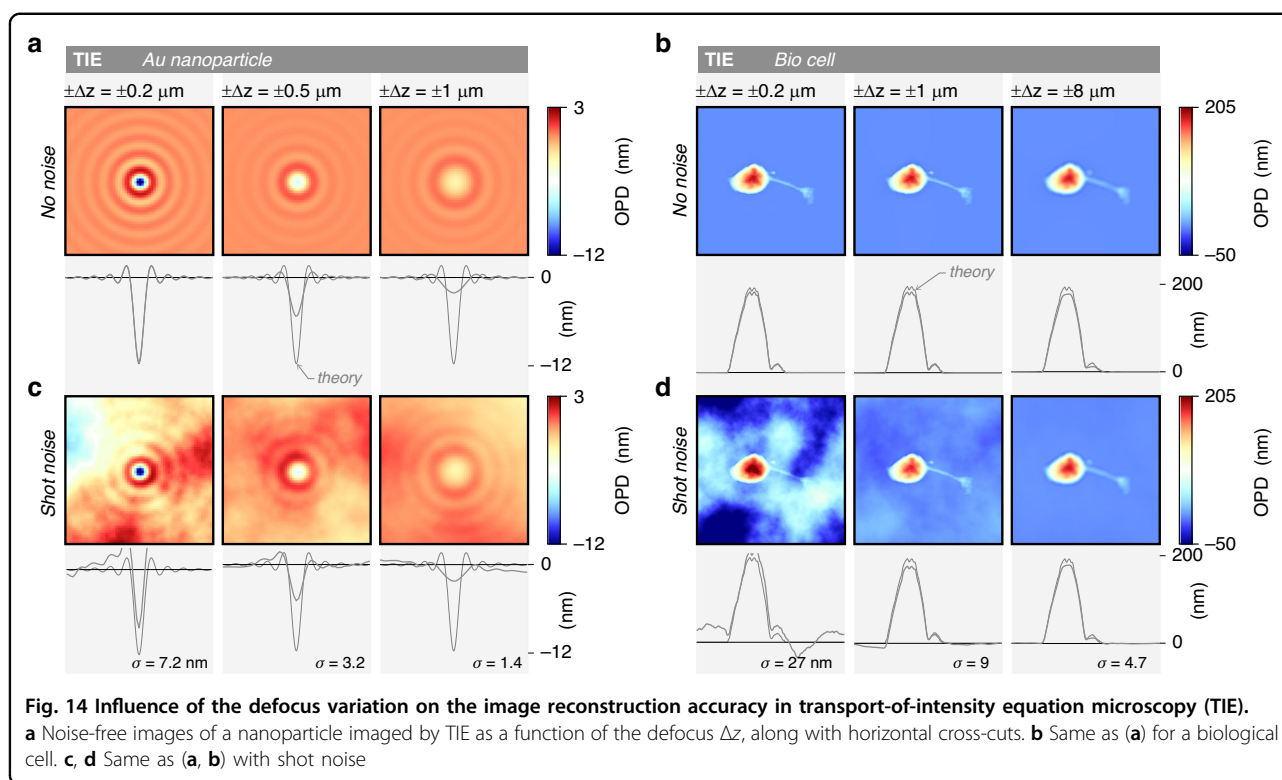 a
TIE Au nanoparticle
±Δz = ±0.2 μm ±Δz = ±0.5 μm ±Δz = ±1 μm
No noise
3
OPD (nm)
−12
0
(nm)
−12
theory
b
TIE Bio cell
±Δz = ±0.2 μm ±Δz = ±1 μm ±Δz = ±8 μm
No noise
205
OPD (nm)
−50
theory
200
(nm)
0
c
Shot noise
3
OPD (nm)
−12
0
(nm)
−12
σ = 7.2 nm σ = 3.2 σ = 1.4
d
Shot noise
205
OPD (nm)
−50
200
(nm)
0
σ = 27 nm σ = 9 σ = 4.7
Fig. 14 Influence of the defocus variation on the image reconstruction accuracy in transport-of-intensity equation microscopy (TIE).
a Noise-free images of a nanoparticle imaged by TIE as a function of the defocus Δz, along with horizontal cross-cuts. b Same as (a) for a biological
cell. c, d Same as (a, b) with shot noise